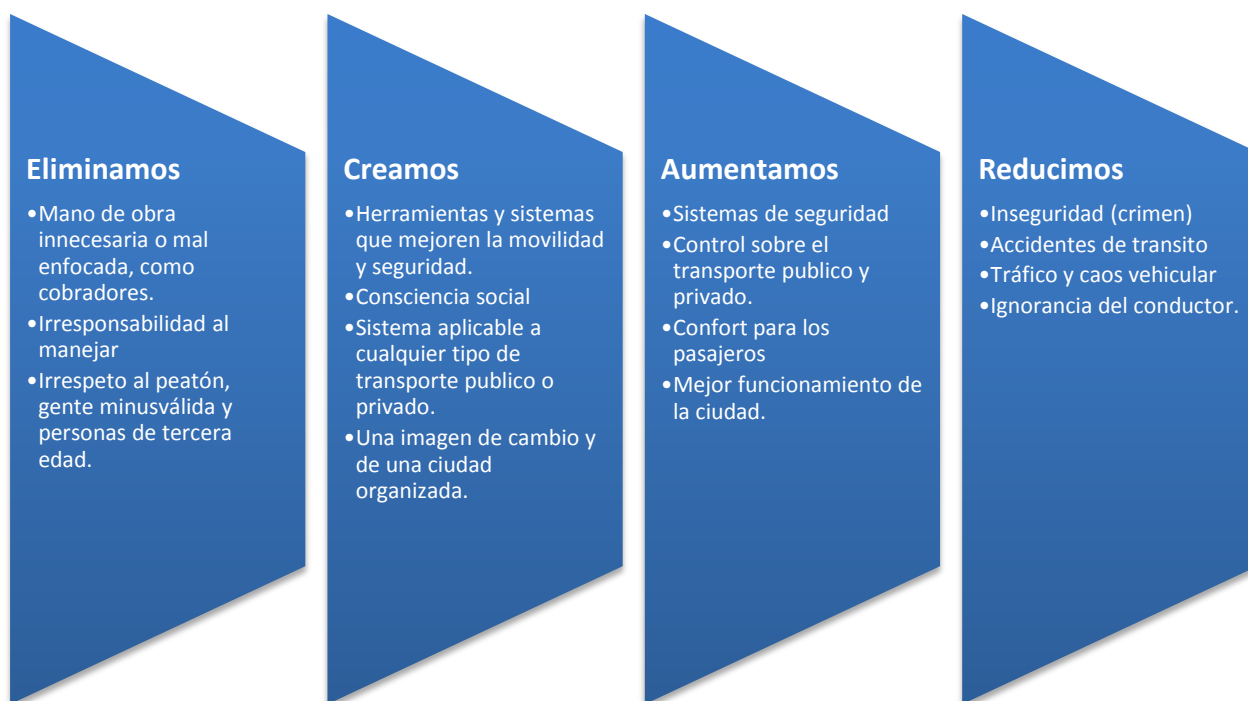 Eliminamos
•Mano de obra
innecesaria o mal
enfocada, como
cobradores.
•Irresponsabilidad al
manejar
•Irrespeto al peatón,
gente minusválida y
personas de tercera
edad.
Creamos
•Herramientas y sistemas
que mejoren la movilidad
y seguridad.
•Consciencia social
•Sistema aplicable a
cualquier tipo de
transporte publico o
privado.
•Una imagen de cambio y
de una ciudad
organizada.
Aumentamos
•Sistemas de seguridad
•Control sobre el
transporte publico y
privado.
•Confort para los
pasajeros
•Mejor funcionamiento de
la ciudad.
Reducimos
•Inseguridad (crimen)
•Accidentes de transito
•Tráfico y caos vehicular
•Ignorancia del conductor.